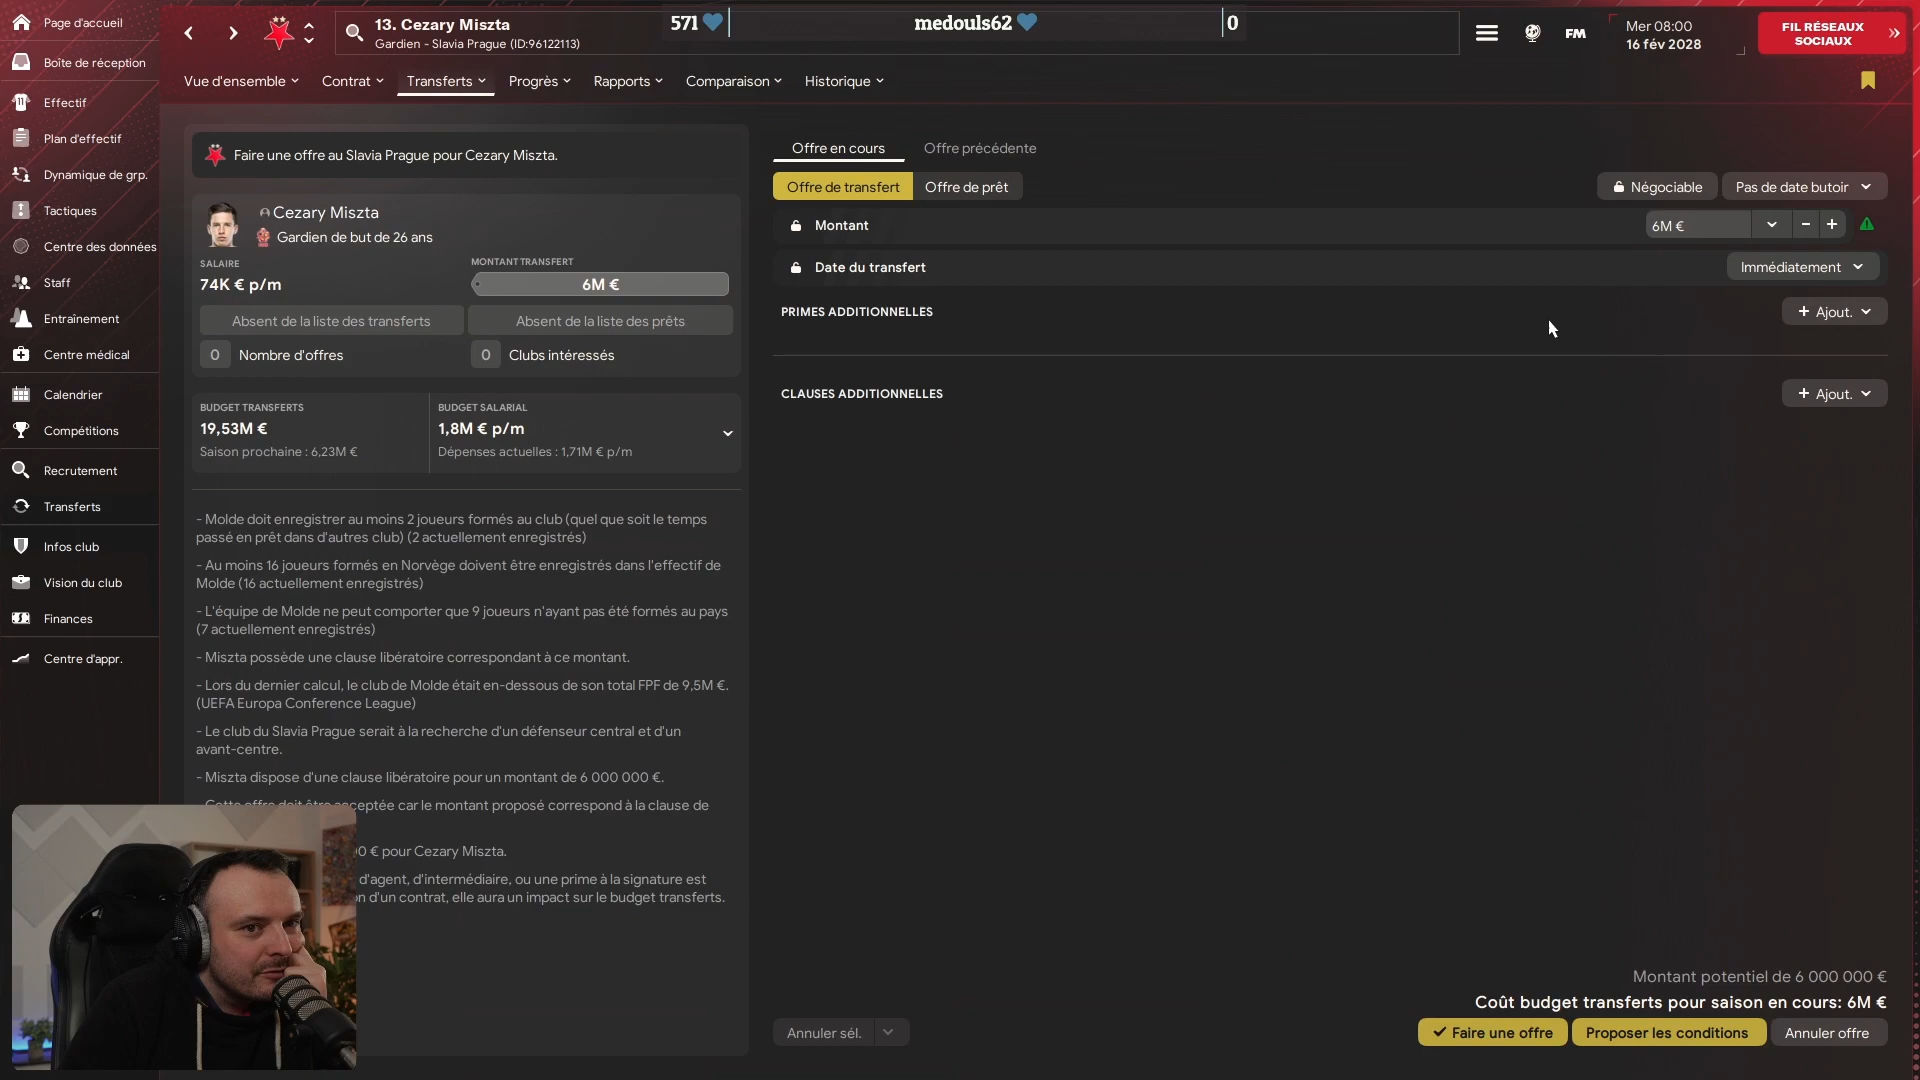 Page d'accueil
Boîte de réception
Effectif
Plan d'effectif
Dynamique de grp.
Tactiques
Centre des données
Staff
Entraînement
Centre médical
Calendrier
Compétitions
Recrutement
Transferts
Infos club
Vision du club
Finances
Centre d'appr.
13. Cezary Miszta
Gardien - Slavia Prague (ID:96122113)
571
medouls62
0
FM
Mer 08:00
16 fév 2028
FIL RÉSEAUX
SOCIAUX
Vue d'ensemble
Contrat
Transferts
Progrès
Rapports
Comparaison
Historique
Faire une offre au Slavia Prague pour Cezary Miszta.
Cezary Miszta
Gardien de but de 26 ans
SALAIRE
74K € p/m
MONTANT TRANSFERT
6M €
Absent de la liste des transferts
Absent de la liste des prêts
0 Nombre d'offres
0 Clubs intéressés
BUDGET TRANSFERTS
19,53M €
Saison prochaine : 6,23M €
BUDGET SALARIAL
1,8M € p/m
Dépenses actuelles : 1,71M € p/m
- Molde doit enregistrer au moins 2 joueurs formés au club (quel que soit le temps
passé en prêt dans d'autres club) (2 actuellement enregistrés)
- Au moins 16 joueurs formés en Norvège doivent être enregistrés dans l'effectif de
Molde (16 actuellement enregistrés)
- L'équipe de Molde ne peut comporter que 9 joueurs n'ayant pas été formés au pays
(7 actuellement enregistrés)
- Miszta possède une clause libératoire correspondant à ce montant.
- Lors du dernier calcul, le club de Molde était en-dessous de son total FPF de 9,5M €.
(UEFA Europa Conference League)
- Le club du Slavia Prague serait à la recherche d'un défenseur central et d'un
avant-centre.
- Miszta dispose d'une clause libératoire pour un montant de 6 000 000 €.
- Cette offre doit être acceptée car le montant proposé correspond à la clause de
0 € pour Cezary Miszta.
d'agent, d'intermédiaire, ou une prime à la signature est
d'un contrat, elle aura un impact sur le budget transferts.
Offre en cours
Offre précédente
Offre de transfert
Offre de prêt
Négociable
Pas de date butoir
Montant
6M €
Date du transfert
Immédiatement
PRIMES ADDITIONNELLES
+ Ajout.
CLAUSES ADDITIONNELLES
+ Ajout.
Montant potentiel de 6 000 000 €
Coût budget transferts pour saison en cours: 6M €
Annuler sél.
Faire une offre
Proposer les conditions
Annuler offre